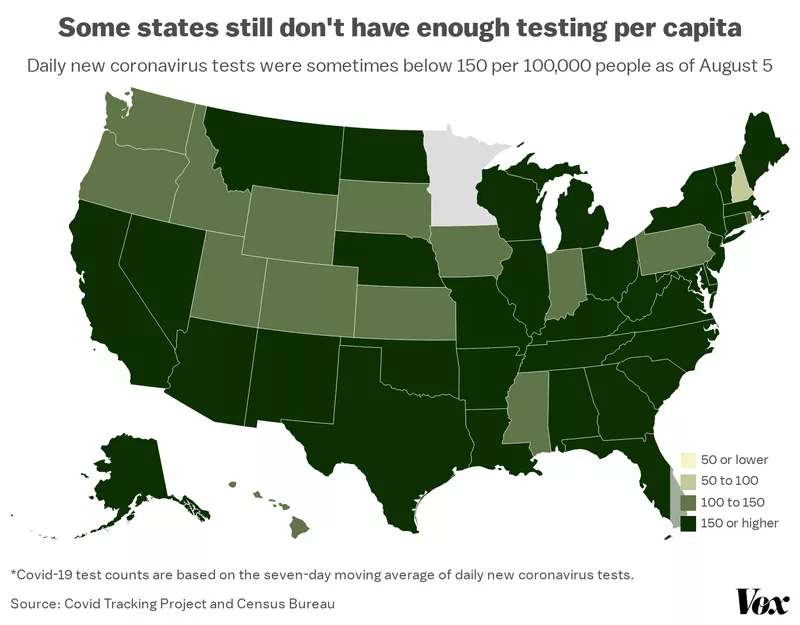 Some states still don't have enough testing per capita
Daily new coronavirus tests were sometimes below 150 per 100,000 people as of August 5
50 or lower
50 to 100
100 to 150
150 or higher
*Covid-19 test counts are based on the seven-day moving average of daily new coronavirus tests.
Source: Covid Tracking Project and Census Bureau
Vox